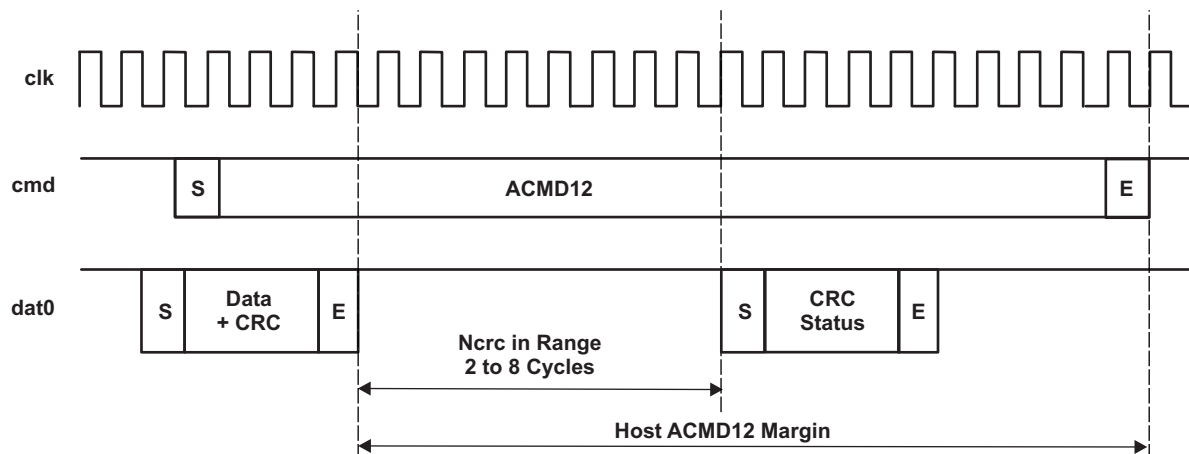 clk
cmd
S
ACMD12
E
dat0
S
Data
+ CRC
E
S
CRC
Status
E
Ncrc in Range
2 to 8 Cycles
Host ACMD12 Margin